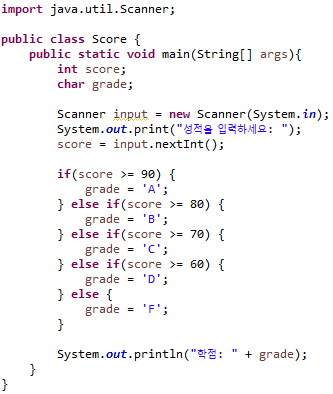 import java.util.Scanner;
public class Score {
public static void main(String[] args){
int score;
char grade;
Scanner input = new Scanner(System.in);
System.out.print("성적을 입력하세요: ");
score = input.nextInt();
if(score >= 90) {
grade = 'A';
} else if(score >= 80) {
grade = 'B';
} else if(score >= 70) {
grade = 'C';
} else if(score >= 60) {
grade = 'D';
} else {
grade = 'F';
}
System.out.println("학점: " + grade);
}
}